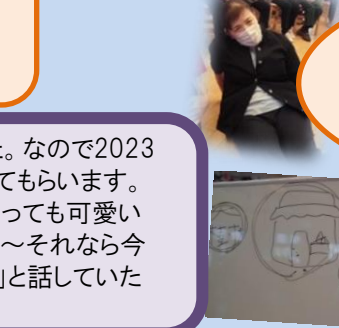 。なので2023
てもらいます。
っても可愛い
～それなら今
」と話していた